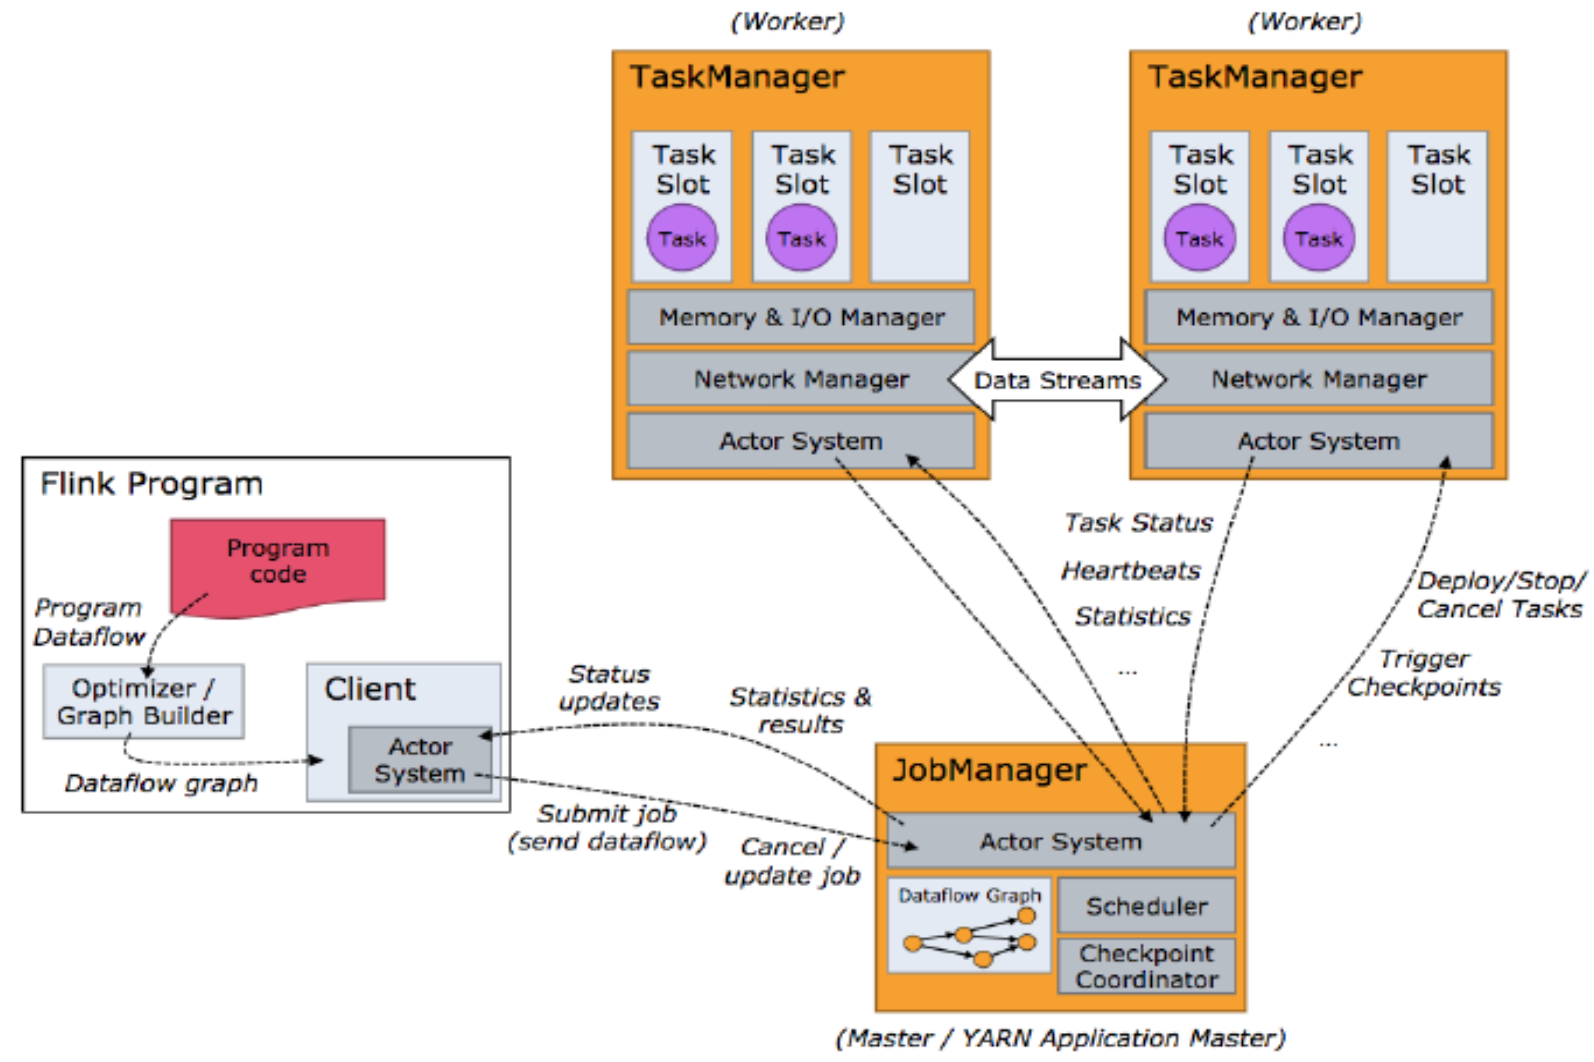 (Worker)
TaskManager
Task
Slot
Task
Task
Slot
Task
Task
Slot
Memory & I/O Manager
Network Manager
Actor System
Data Streams
(Worker)
TaskManager
Task
Slot
Task
Task
Slot
Task
Task
Slot
Memory & I/O Manager
Network Manager
Actor System
Flink Program
Program
code
Program
Dataflow
Optimizer /
Graph Builder
Dataflow graph
Client
Actor
System
Status
updates
Statistics &
results
Submit job
(send dataflow)
Cancel /
update job
Task Status
Heartbeats
Statistics
...
Deploy/Stop/
Cancel Tasks
Trigger
Checkpoints
...
JobManager
Actor System
Dataflow Graph
Scheduler
Checkpoint
Coordinator
(Master / YARN Application Master)